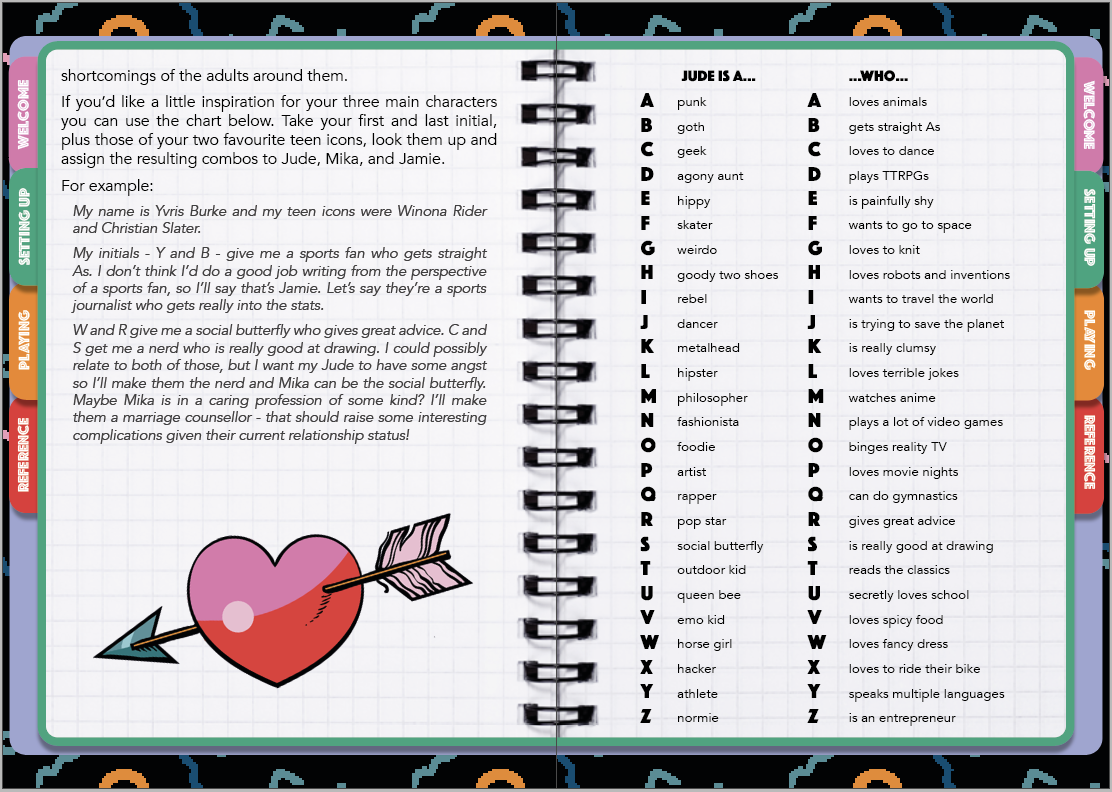 WELCOME
SETTING UP
PLAYING
REFERENCE
shortcomings of the adults around them.
If you’d like a little inspiration for your three main characters
you can use the chart below. Take your first and last initial,
plus those of your two favourite teen icons, look them up and
assign the resulting combos to Jude, Mika, and Jamie.
For example:
My name is Yvris Burke and my teen icons were Winona Rider
and Christian Slater.
My initials - Y and B - give me a sports fan who gets straight
As. I don’t think I’d do a good job writing from the perspective
of a sports fan, so I’ll say that’s Jamie. Let’s say they’re a sports
journalist who gets really into the stats.
W and R give me a social butterfly who gives great advice. C and
S get me a nerd who is really good at drawing. I could possibly
relate to both of those, but I want my Jude to have some angst
so I’ll make them the nerd and Mika can be the social butterfly.
Maybe Mika is in a caring profession of some kind? I’ll make
them a marriage counsellor - that should raise some interesting
complications given their current relationship status!
JUDE IS A... ...WHO...
A punk A loves animals
B goth B gets straight As
C geek C loves to dance
D agony aunt D plays TTRPGs
E hippy E is painfully shy
F skater F wants to go to space
G weirdo G loves to knit
H goody two shoes H loves robots and inventions
I rebel I wants to travel the world
J dancer J is trying to save the planet
K metalhead K is really clumsy
L hipster L loves terrible jokes
M philosopher M watches anime
N fashionista N plays a lot of video games
O foodie O binges reality TV
P artist P loves movie nights
Q rapper Q can do gymnastics
R pop star R gives great advice
S social butterfly S is really good at drawing
T outdoor kid T reads the classics
U queen bee U secretly loves school
V emo kid V loves spicy food
W horse girl W loves fancy dress
X hacker X loves to ride their bike
Y athlete Y speaks multiple languages
Z normie Z is an entrepreneur
WELCOME
SETTING UP
PLAYING
REFERENCE